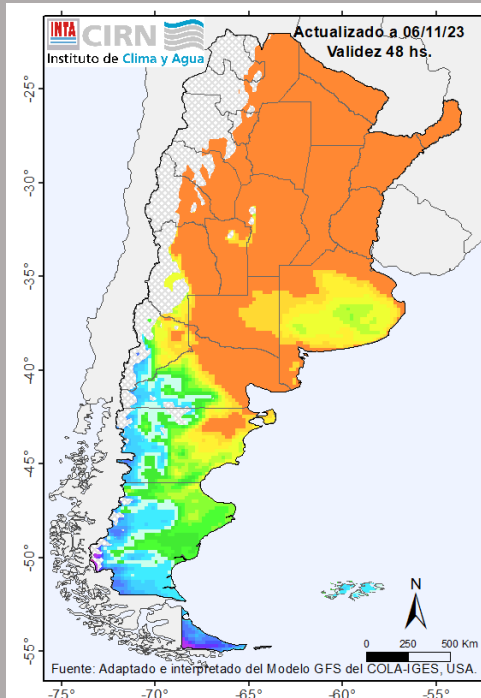 INTA CIRN
Instituto de Clima y Agua
Actualizado a 06/11/23
Validez 48 hs.
-25°
-30°
-35°
-40°
-45°
-50°
-55°
N
0 250 500 Km
Fuente: Adaptado e interpretado del Modelo GFS del COLA-IGES, USA.
-75° -70° -65° -60° -55°